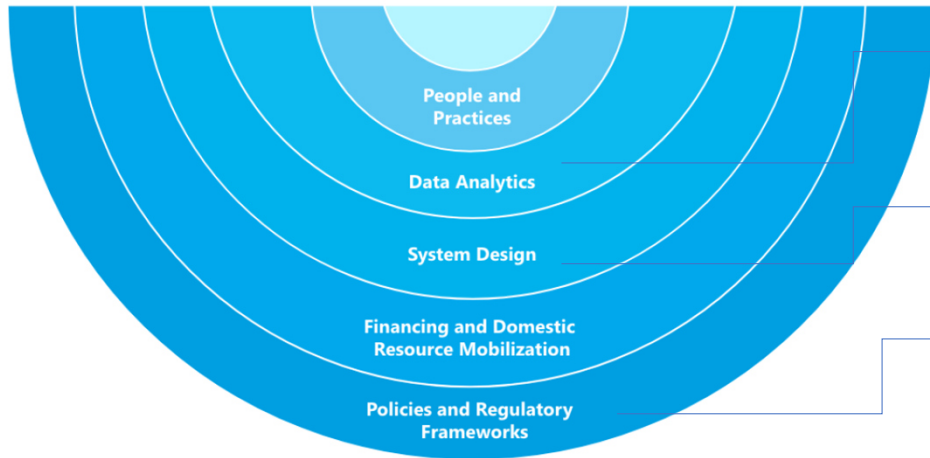 People and
Practices
Data Analytics
System Design
Financing and Domestic
Resource Mobilization
Policies and Regulatory
Frameworks